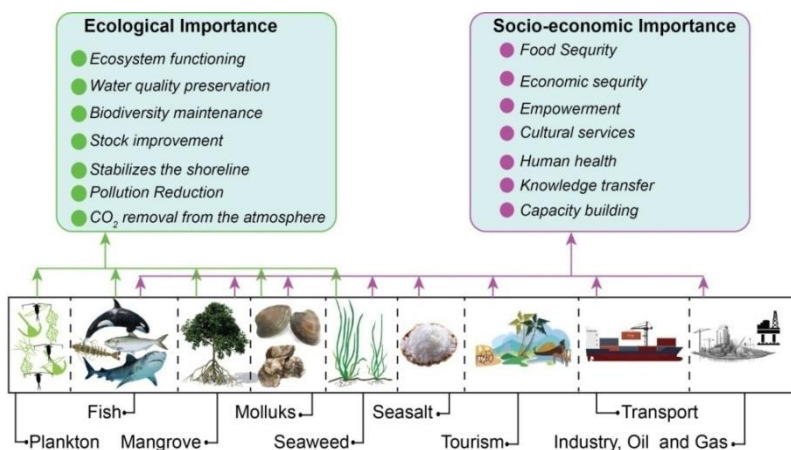 Ecological Importance
Ecosystem functioning
Water quality preservation
Biodiversity maintenance
Stock improvement
Stabilizes the shoreline
Pollution Reduction
CO₂ removal from the atmosphere
Socio-economic Importance
Food Sequrity
Economic sequrity
Empowerment
Cultural services
Human health
Knowledge transfer
Capacity building
Fish
Molluks
Seasalt
Transport
Plankton
Mangrove
Seaweed
Tourism
Industry, Oil and Gas